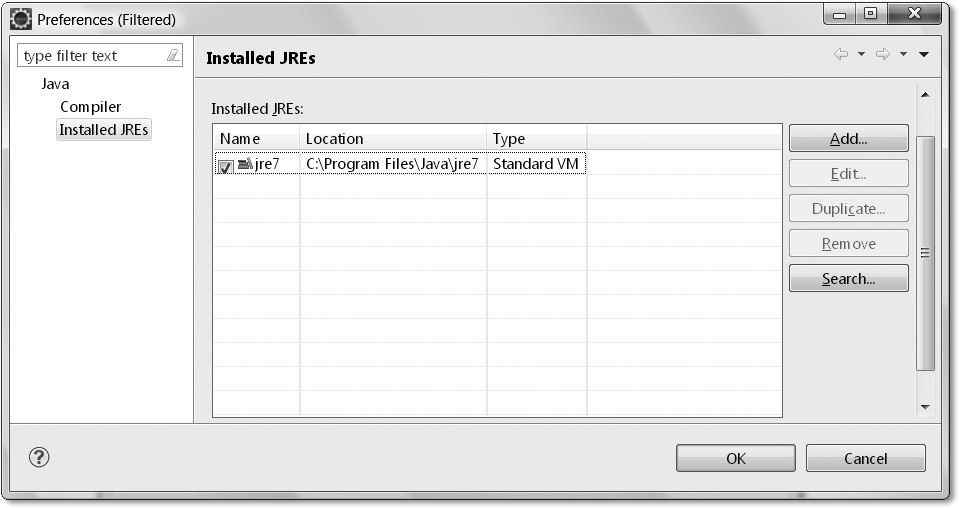 Preferences (Filtered)
type filter text
Java
Compiler
Installed JREs
Installed JREs
Installed JREs:
Name Location Type
jre7 C:\Program Files\Java\jre7 Standard VM
Add...
Edit...
Duplicate...
Remove
Search...
?
OK Cancel